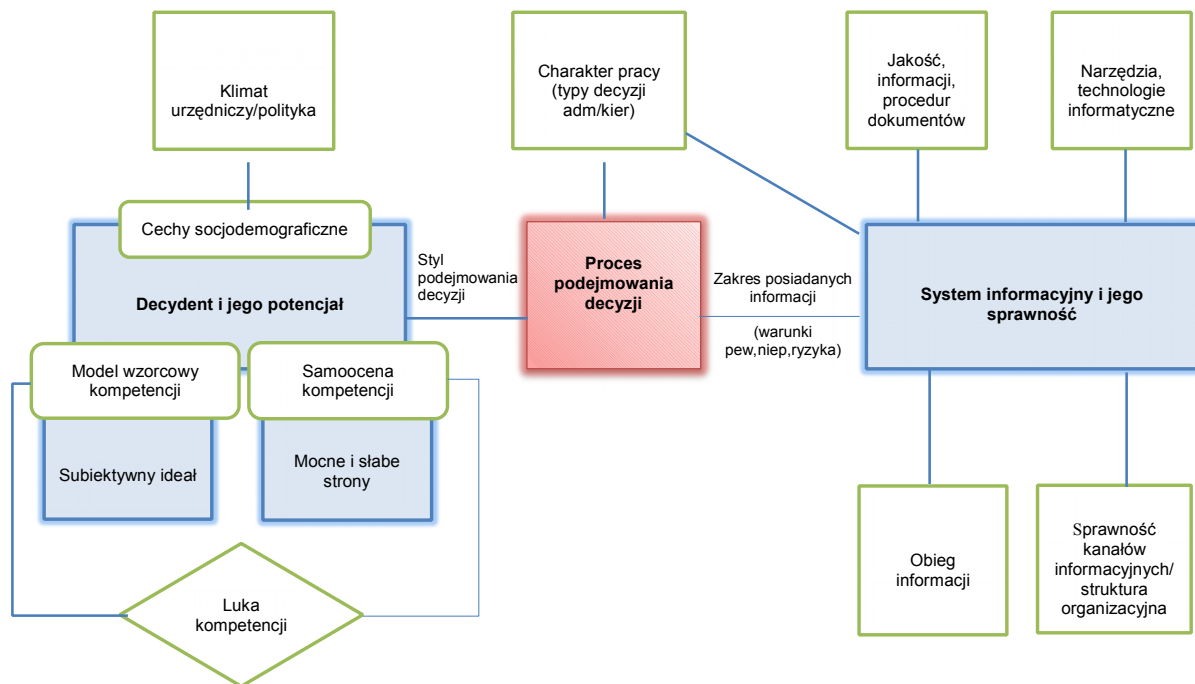 Klimat
urzędniczy/polityka
Charakter pracy
(typy decyzji
adm/kier)
Jakość,
informacji,
procedur
dokumentów
Narzędzia,
technologie
informatyczne
Cechy socjodemograficzne
Decydent i jego potencjał
Styl
podejmowania
decyzji
Proces
podejmowania
decyzji
Zakres posiadanych
informacji
(warunki
pew,niep,ryzyka)
System informacyjny i jego
sprawność
Model wzorcowy
kompetencji
Samoocena
kompetencji
Subiektywny ideał
Mocne i słabe
strony
Luka
kompetencji
Obieg
informacji
Sprawność
kanałów
informacyjnych/
struktura
organizacyjna